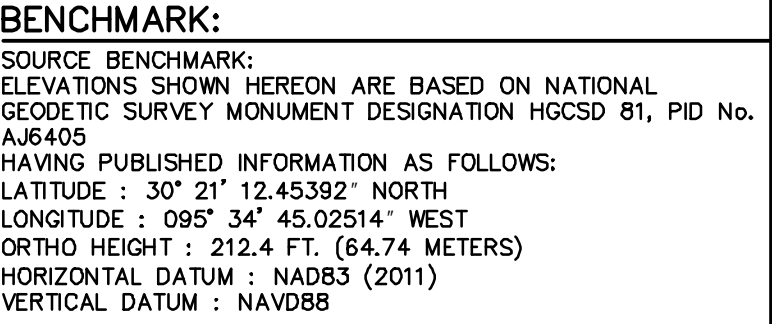 BENCHMARK:
SOURCE BENCHMARK:
ELEVATIONS SHOWN HEREON ARE BASED ON NATIONAL
GEODETIC SURVEY MONUMENT DESIGNATION HGCSD 81, PID No.
AJ6405
HAVING PUBLISHED INFORMATION AS FOLLOWS:
LATITUDE : 30° 21' 12.45392" NORTH
LONGITUDE : 095° 34' 45.02514" WEST
ORTHO HEIGHT : 212.4 FT. (64.74 METERS)
HORIZONTAL DATUM : NAD83 (2011)
VERTICAL DATUM : NAVD88